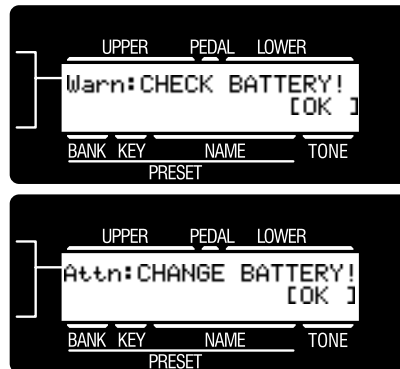 UPPER PEDAL LOWER
Warn:CHECK BATTERY!
[OK ]
BANK KEY NAME TONE
PRESET
UPPER PEDAL LOWER
Attn:CHANGE BATTERY!
[OK ]
BANK KEY NAME TONE
PRESET